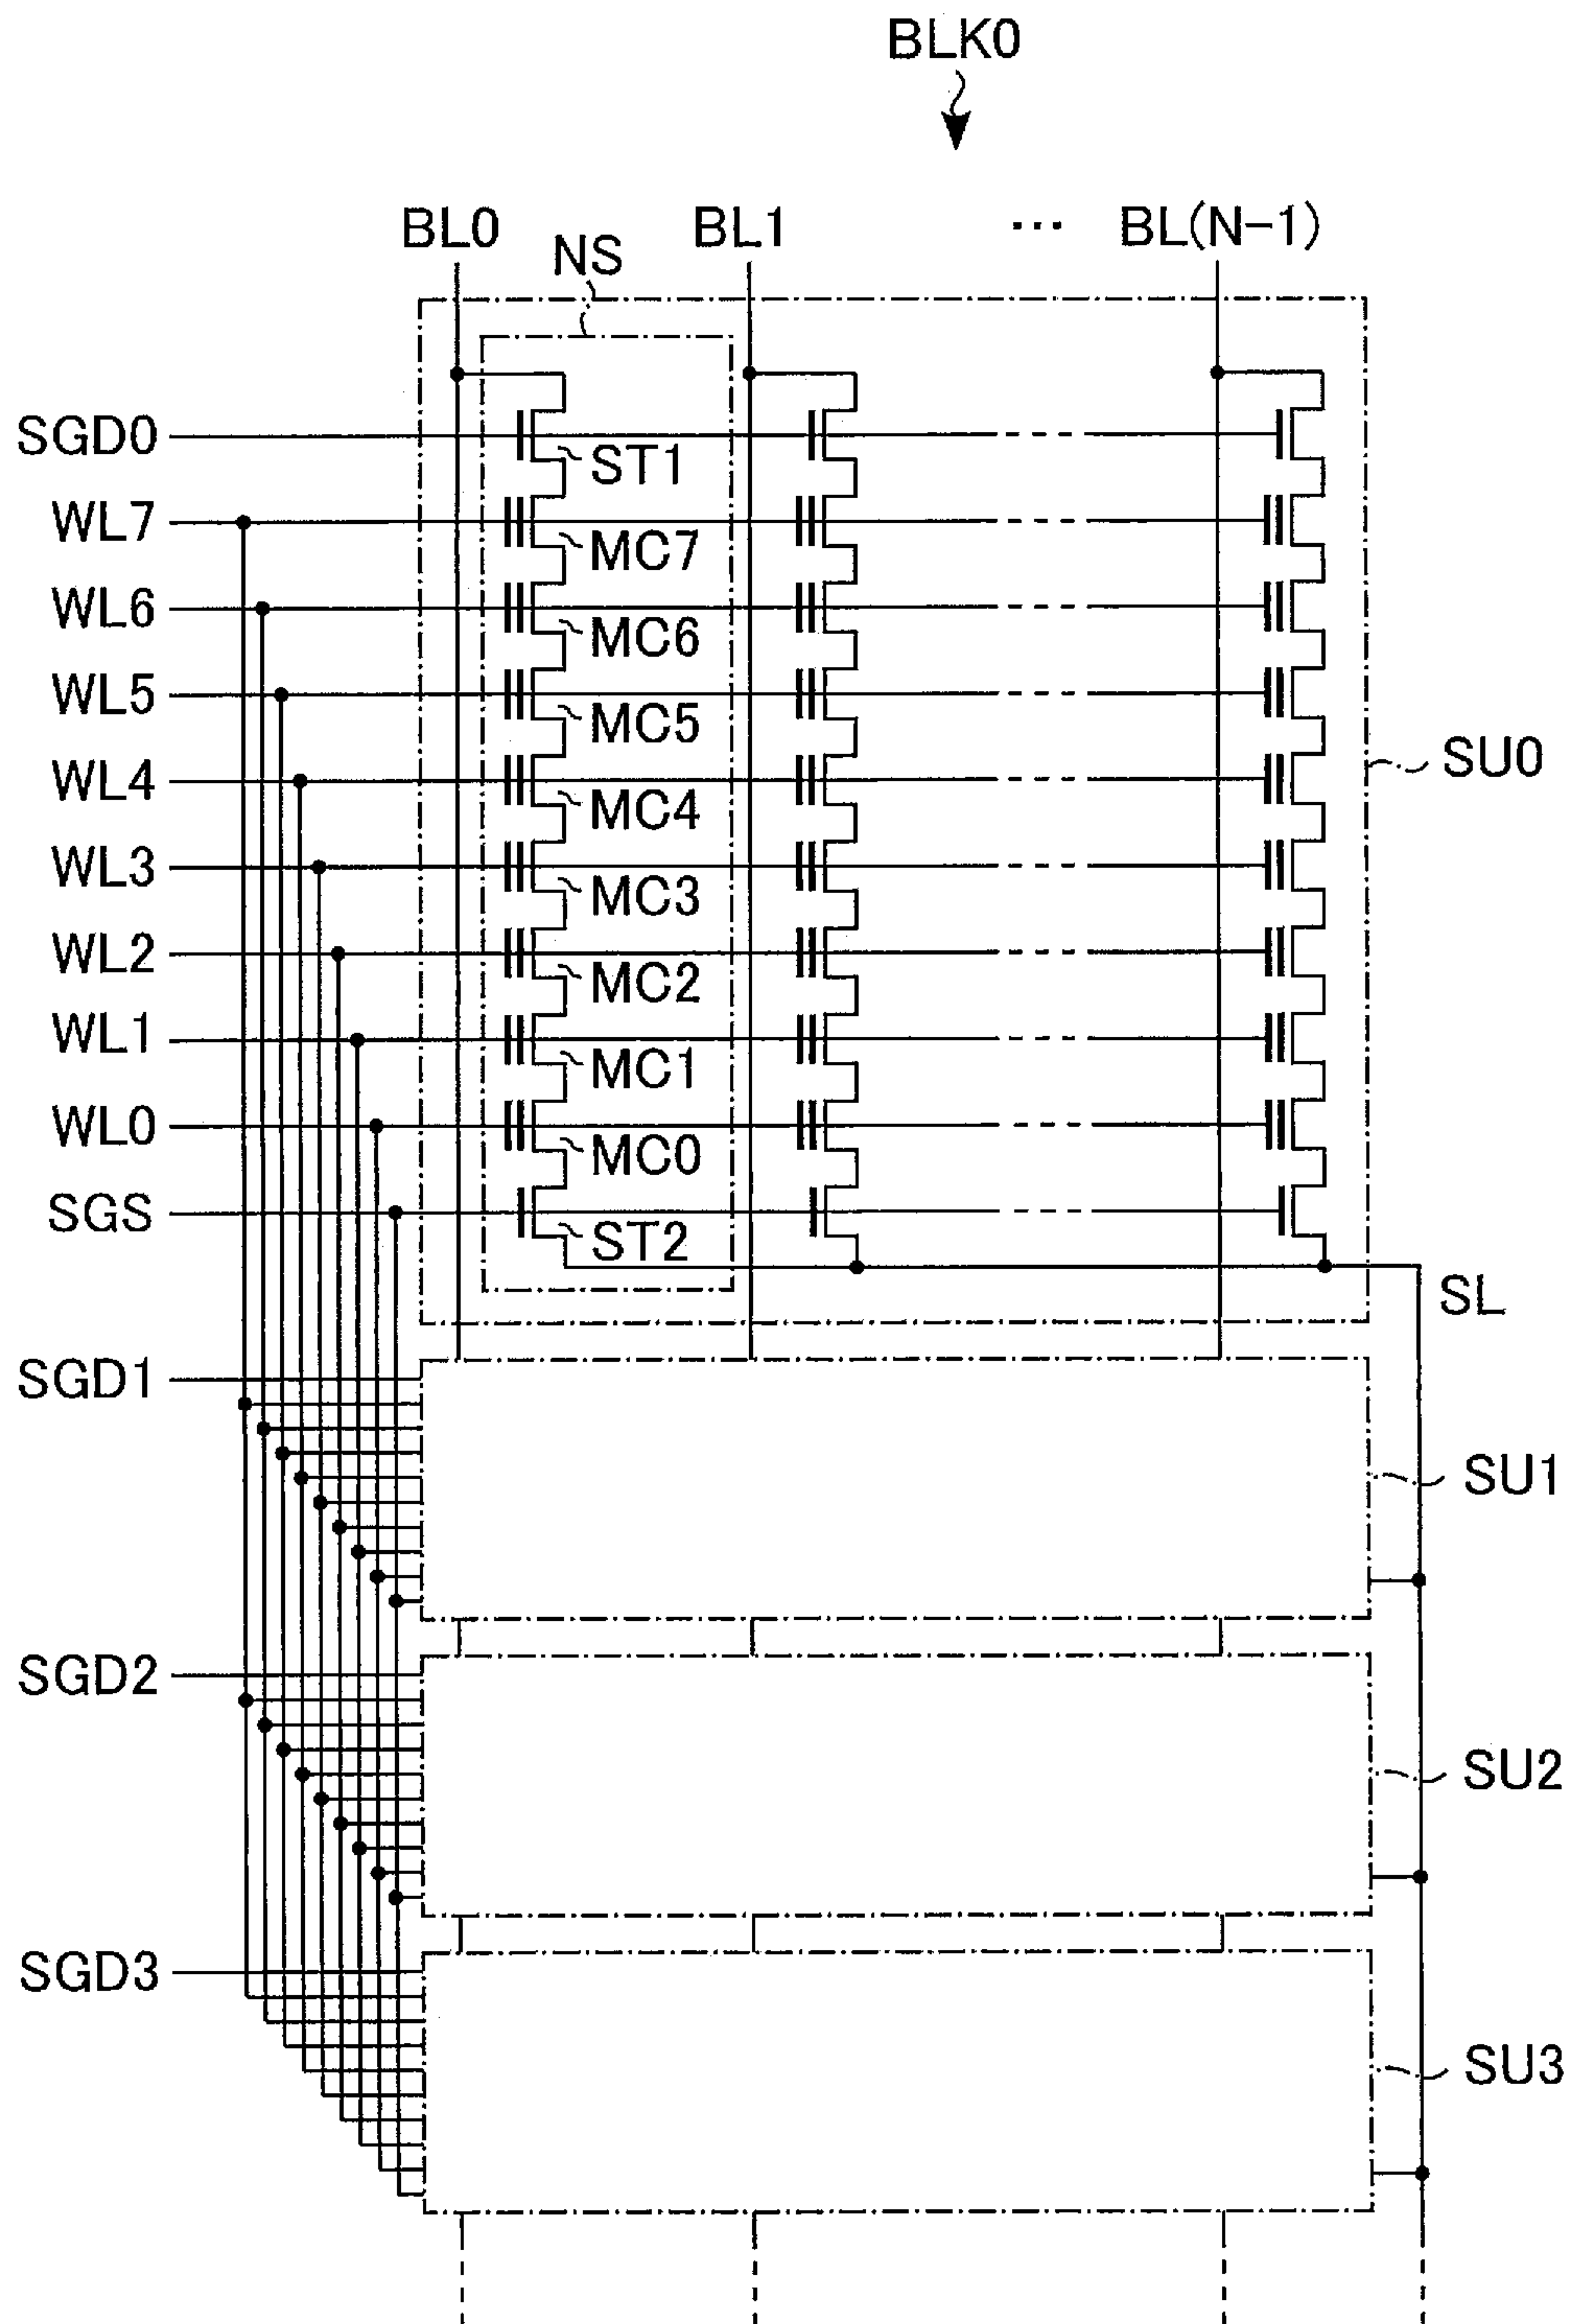 BLK0
BL0
NS
BL1
...
BL(N-1)
SGD0
ST1
WL7
MC7
WL6
MC6
WL5
MC5
SU0
WL4
MC4
WL3
MC3
WL2
MC2
WL1
MC1
WL0
MC0
SGS
ST2
SL
SGD1
SU1
SGD2
SU2
SGD3
SU3